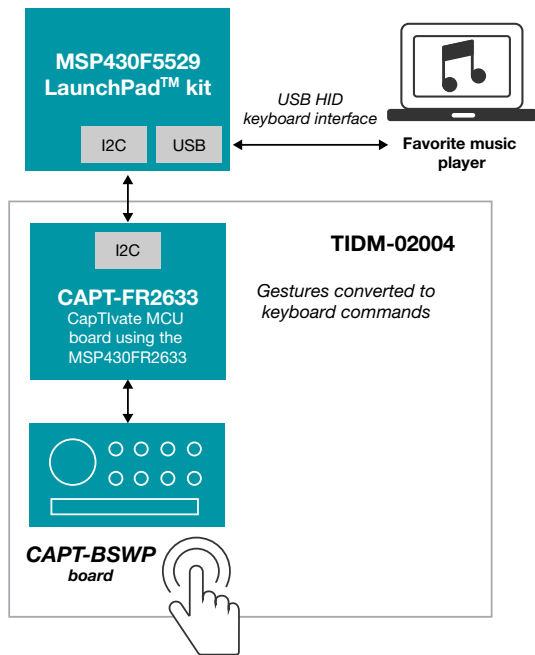 MSP430F5529
LaunchPad™ kit
I2C
USB
USB HID
keyboard interface
Favorite music
player
I2C
CAPT-FR2633
CapTIvate MCU
board using the
MSP430FR2633
TIDM-02004
Gestures converted to
keyboard commands
CAPT-BSWP
board